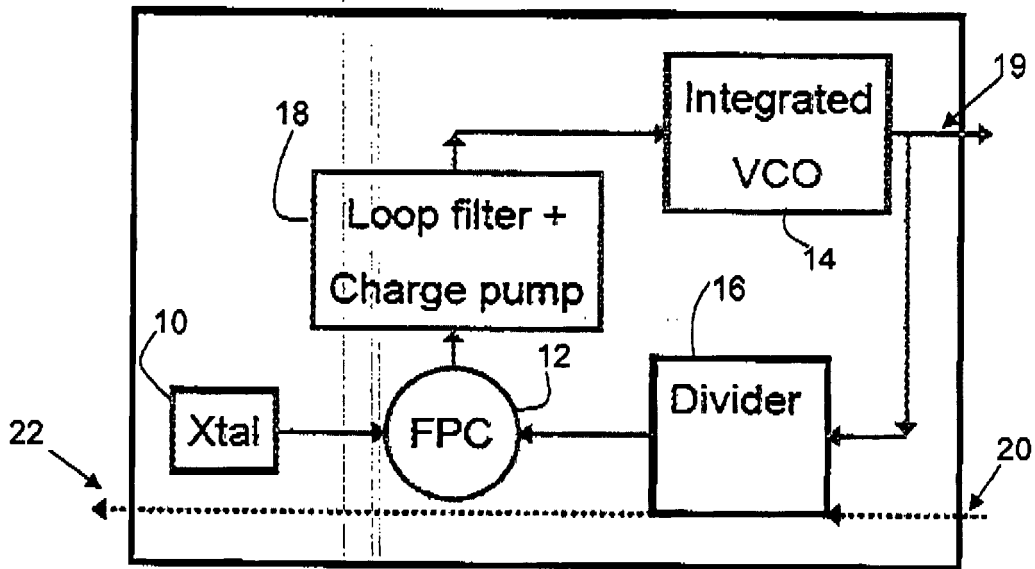 19
Integrated
VCO
14
18
Loop filter +
Charge pump
16
10
12
Divider
Xtal
FPC
22
20